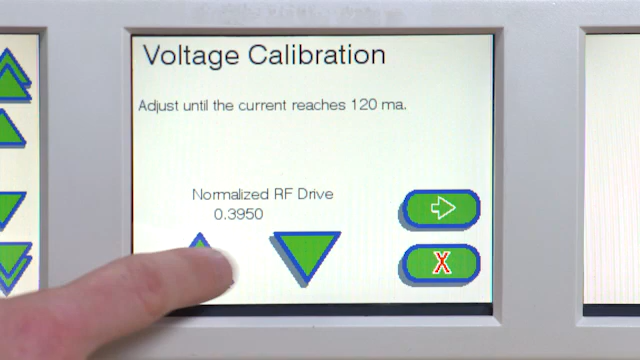 Voltage Calibration
Adjust until the current reaches 120 ma.
Normalized RF Drive
0.3950
X